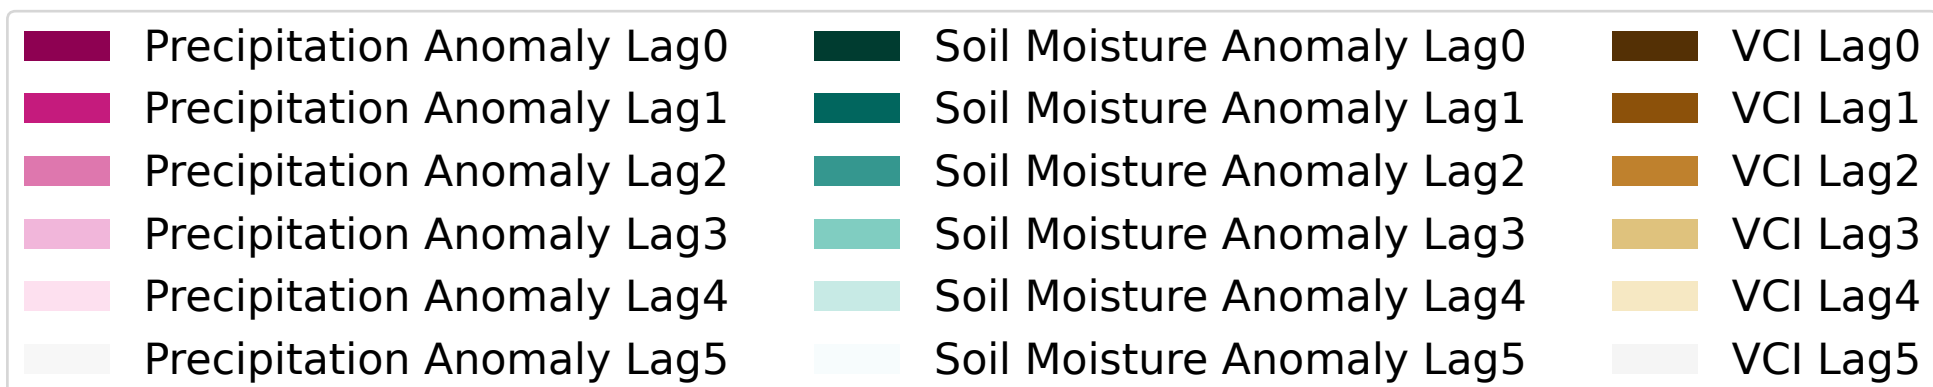 Precipitation Anomaly Lag0
Precipitation Anomaly Lag1
Precipitation Anomaly Lag2
Precipitation Anomaly Lag3
Precipitation Anomaly Lag4
Precipitation Anomaly Lag5
Soil Moisture Anomaly Lag0
Soil Moisture Anomaly Lag1
Soil Moisture Anomaly Lag2
Soil Moisture Anomaly Lag3
Soil Moisture Anomaly Lag4
Soil Moisture Anomaly Lag5
VCI Lag0
VCI Lag1
VCI Lag2
VCI Lag3
VCI Lag4
VCI Lag5